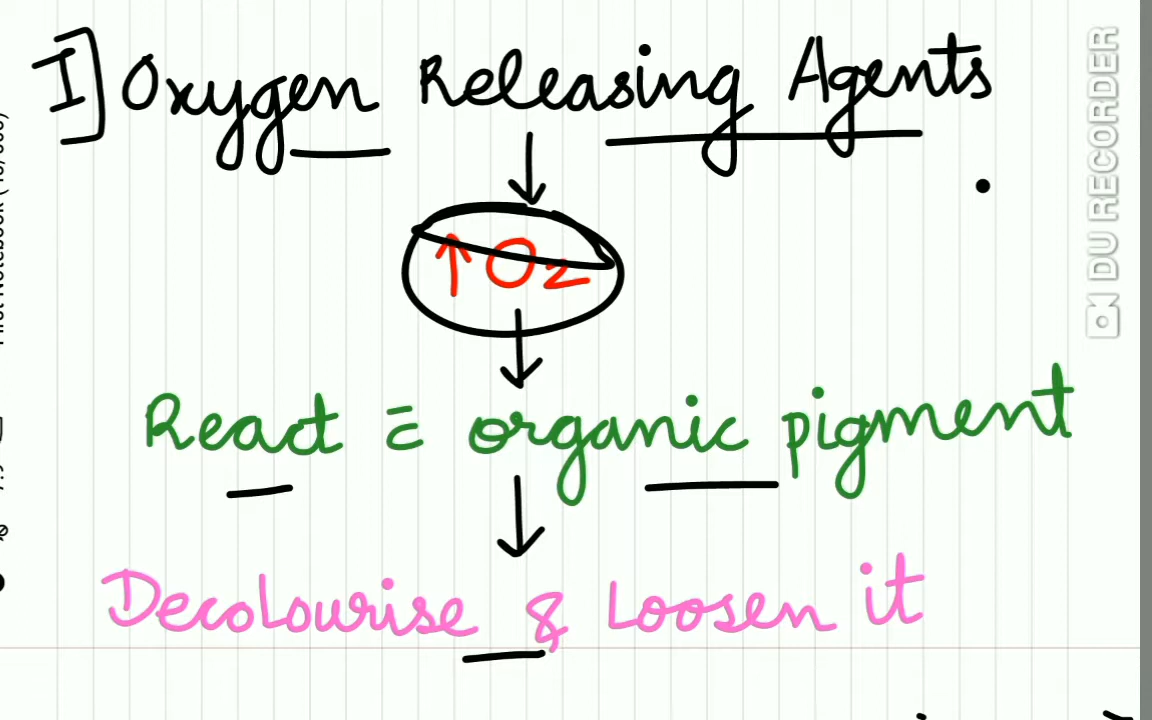 I] Oxygen Releasing Agents
↑ O2
React c̄ organic pigment
Decolourise & Loosen it
DU RECORDER